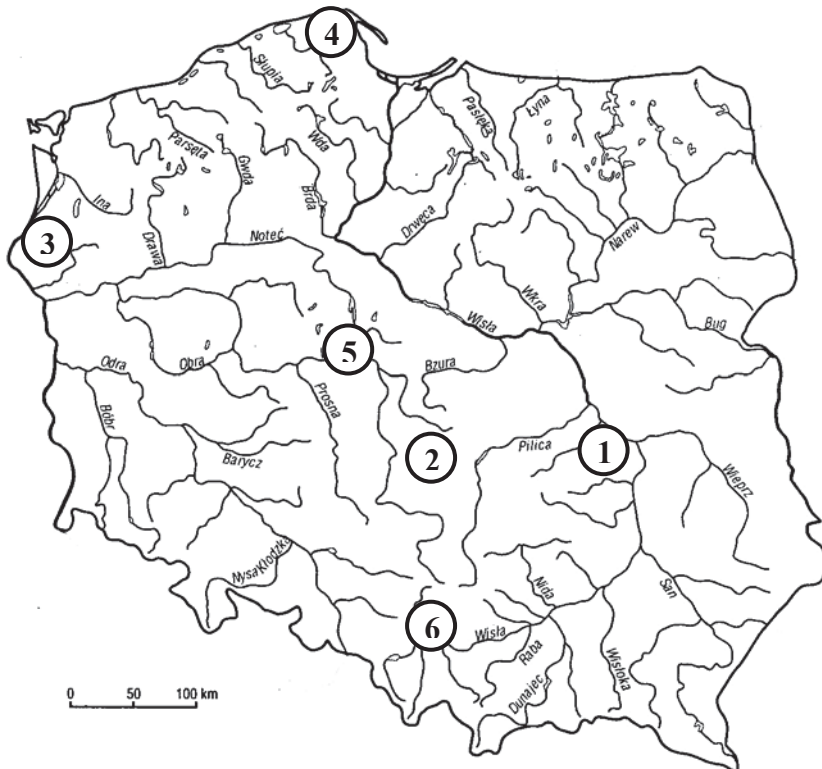 4
Słupia
Pasłęka
Łyna
Parsęta
Wda
Gwda
Ina
Brda
Drwęca
3
Drawa
Noteć
Narew
Wkra
Wisła
Bug
5
Odra
Obra
Bzura
Prosna
Bóbr
Pilica
1
2
Barycz
Wieprz
Nysa Kłodzka
Nida
San
6
Wisła
Raba
Wisłoka
Dunajec
0 50 100 km